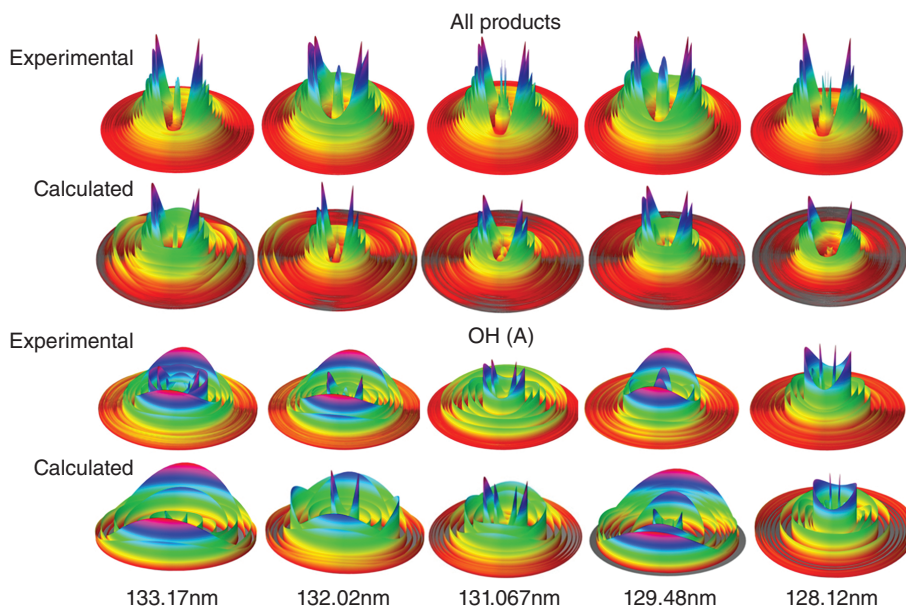 All products
Experimental
Calculated
OH (A)
Experimental
Calculated
133.17nm 132.02nm 131.067nm 129.48nm 128.12nm